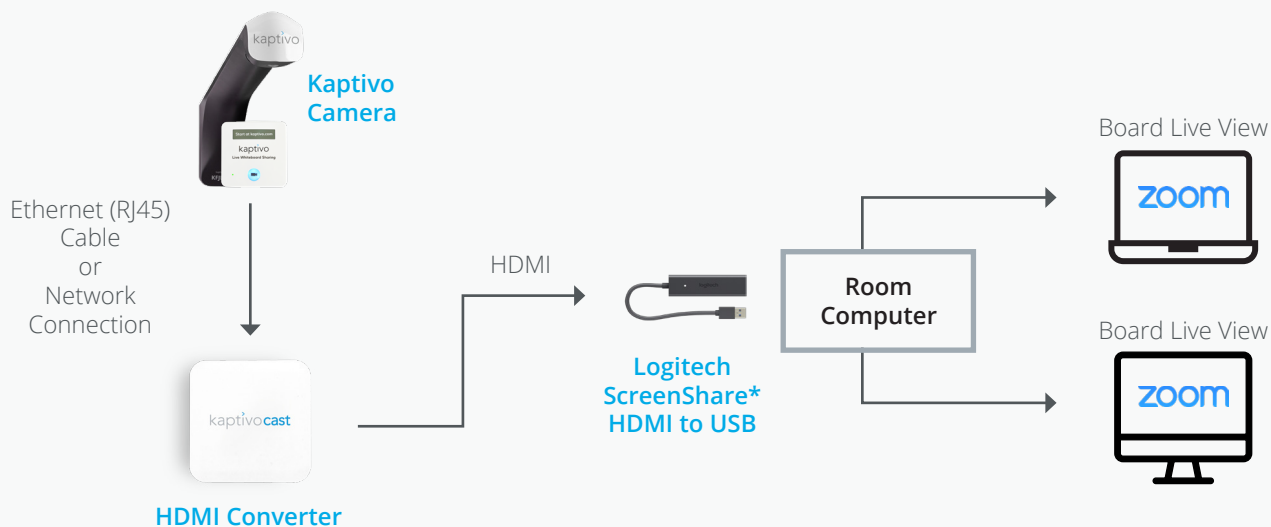 kaptivo
Kaptivo
Camera
kaptivo
Live Whiteboard Sharing
Ethernet (RJ45)
Cable
or
Network
Connection
HDMI
kaptivocast
HDMI Converter
logitech
Logitech
ScreenShare*
HDMI to USB
Room
Computer
Board Live View
zoom
Board Live View
zoom